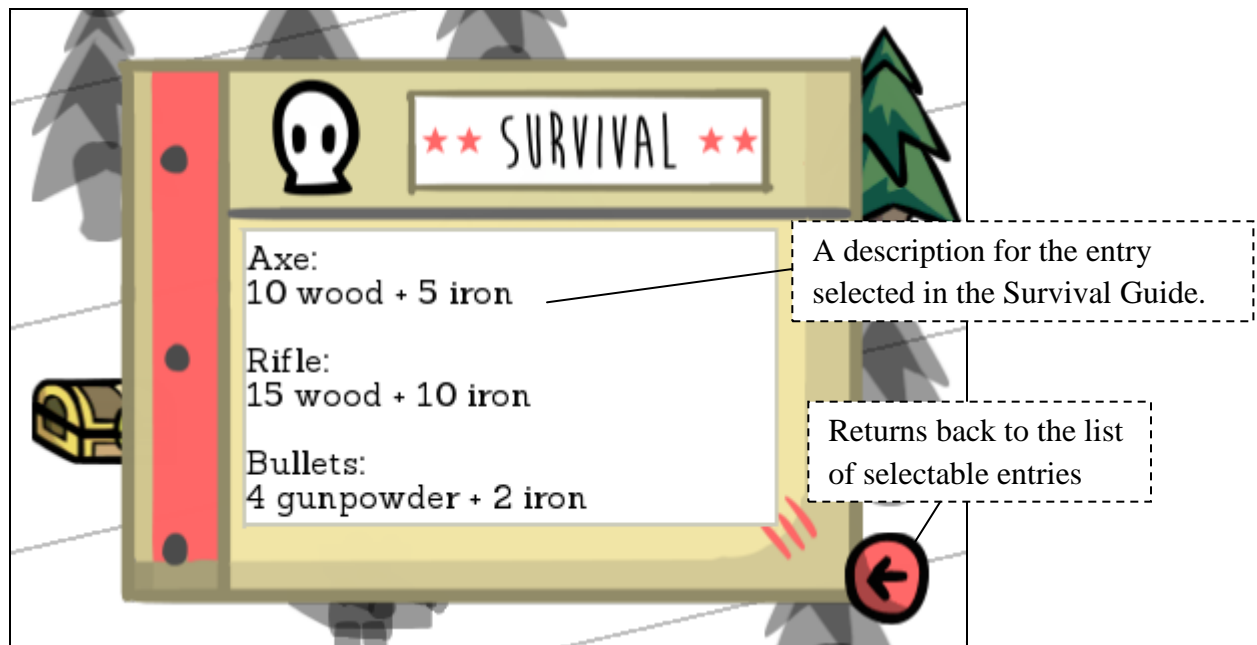 ★★ SURVIVAL ★★
Axe:
10 wood + 5 iron
Rifle:
15 wood + 10 iron
Bullets:
4 gunpowder + 2 iron
A description for the entry
selected in the Survival Guide.
Returns back to the list
of selectable entries